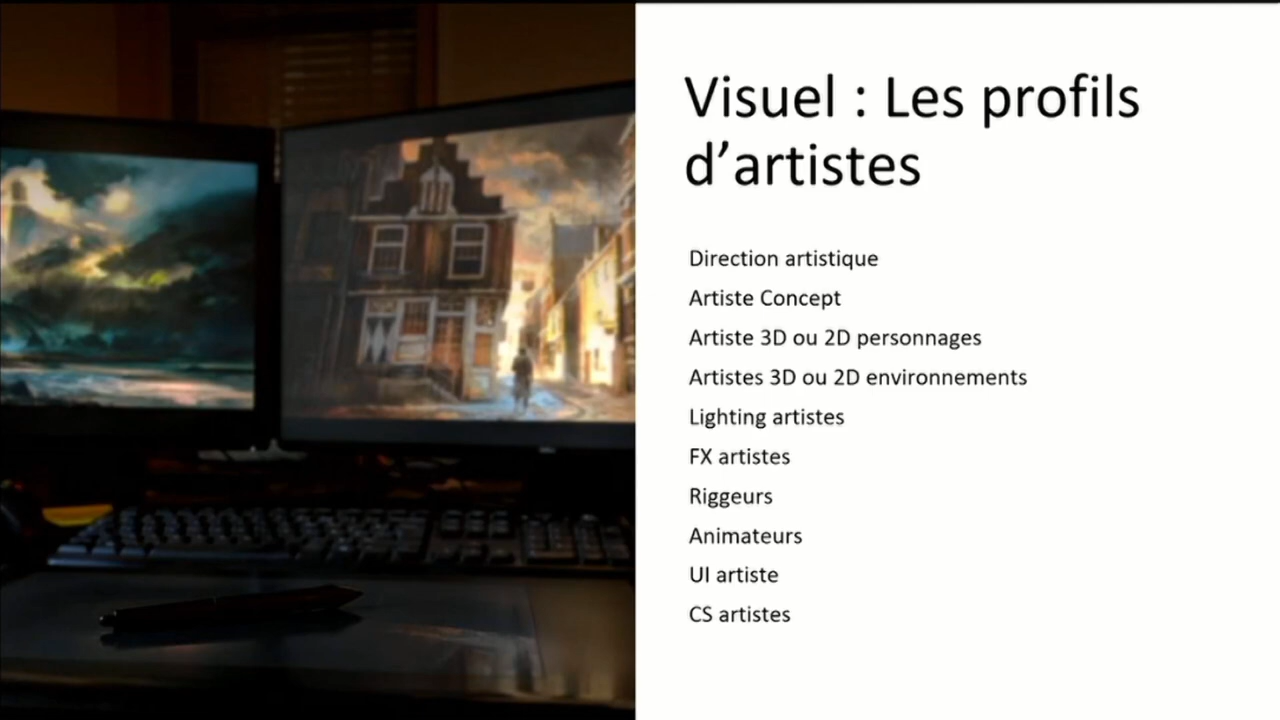 Visuel : Les profils
d’artistes
Direction artistique
Artiste Concept
Artiste 3D ou 2D personnages
Artistes 3D ou 2D environnements
Lighting artistes
FX artistes
Riggeurs
Animateurs
UI artiste
CS artistes